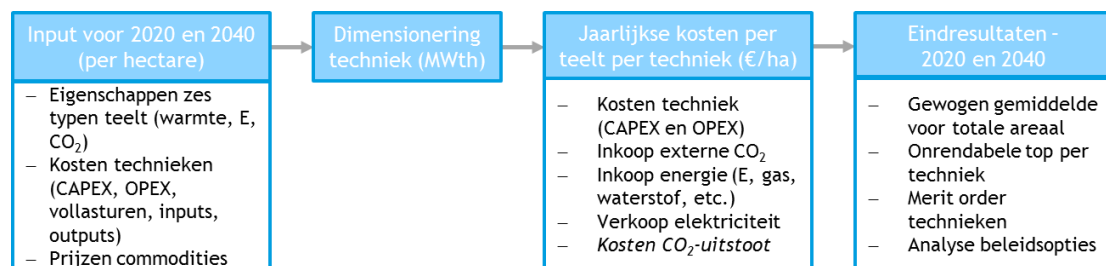 Input voor 2020 en 2040
(per hectare)
– Eigenschappen zes
typen teelt (warmte, E,
CO₂)
– Kosten technieken
(CAPEX, OPEX,
vollasturen, inputs,
outputs)
– Prijzen commodities
Dimensionering
techniek (MWth)
Jaarlijkse kosten per
teelt per techniek (€/ha)
– Kosten techniek
(CAPEX en OPEX)
– Inkoop externe CO₂
– Inkoop energie (E, gas,
waterstof, etc.)
– Verkoop elektriciteit
– Kosten CO₂-uitstoot
Eindresultaten –
2020 en 2040
– Gewogen gemiddelde
voor totale areaal
– Onrendabele top per
techniek
– Merit order
technieken
– Analyse beleidsopties